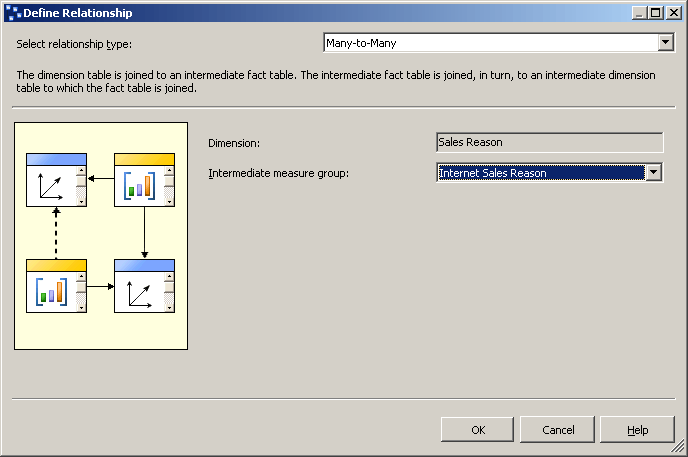 Define Relationship
Select relationship type:
Many-to-Many
The dimension table is joined to an intermediate fact table. The intermediate fact table is joined, in turn, to an intermediate dimension
table to which the fact table is joined.
Dimension:
Sales Reason
Intermediate measure group:
Internet Sales Reason
OK
Cancel
Help